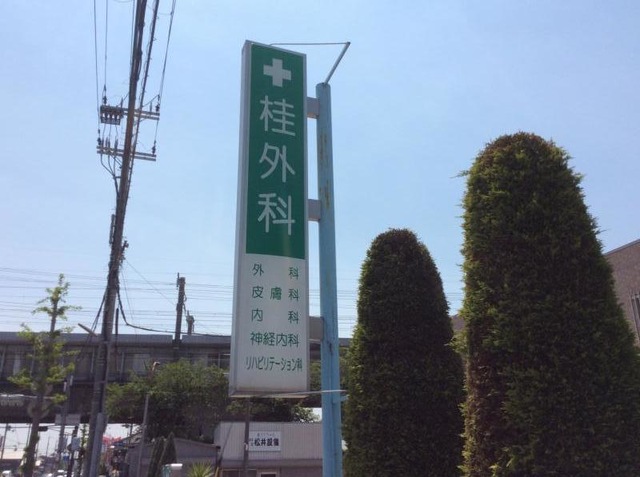 桂外科
外科
皮膚科
内科
神経内科
リハビリテーション科
松井設備